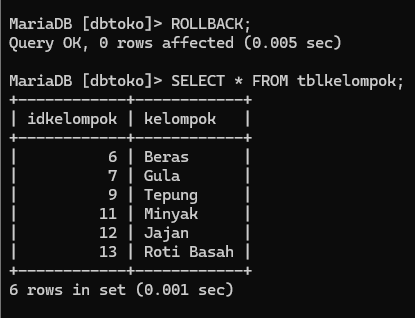 MariaDB [dbtoko]> ROLLBACK;
Query OK, 0 rows affected (0.005 sec)
MariaDB [dbtoko]> SELECT * FROM tblkelompok;
+------------+------------+
| idkelompok | kelompok   |
+------------+------------+
|          6 | Beras      |
|          7 | Gula       |
|          9 | Tepung     |
|         11 | Minyak     |
|         12 | Jajan      |
|         13 | Roti Basah |
+------------+------------+
6 rows in set (0.001 sec)